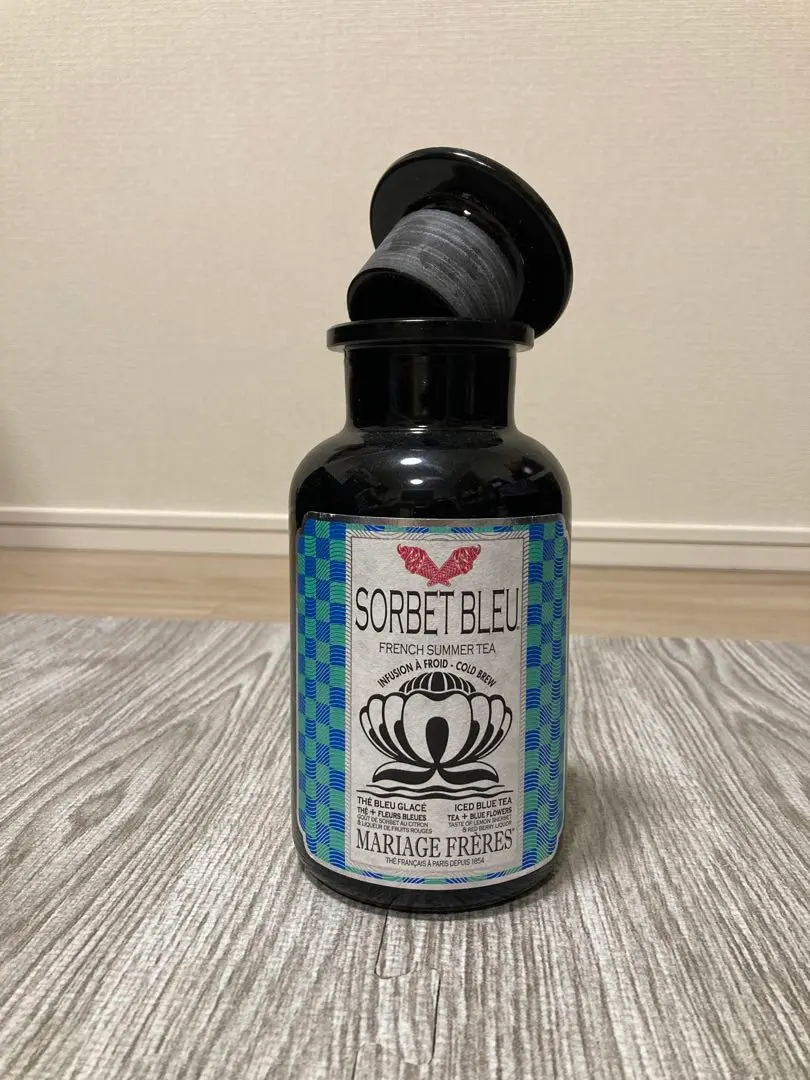 SORBET BLEU
FRENCH SUMMER TEA
INFUSION À FROID - COLD BREW
THÉ BLEU GLACÉ
THÉ + FLEURS BLEUES
GOÛT DE SORBET AU CITRON
& LIQUEUR DE FRUITS ROUGES
ICED BLUE TEA
TEA + BLUE FLOWERS
TASTE OF LEMON SHERBET
& RED BERRY LIQUOR
MARIAGE FRÈRES
THÉ FRANÇAIS À PARIS DEPUIS 1854